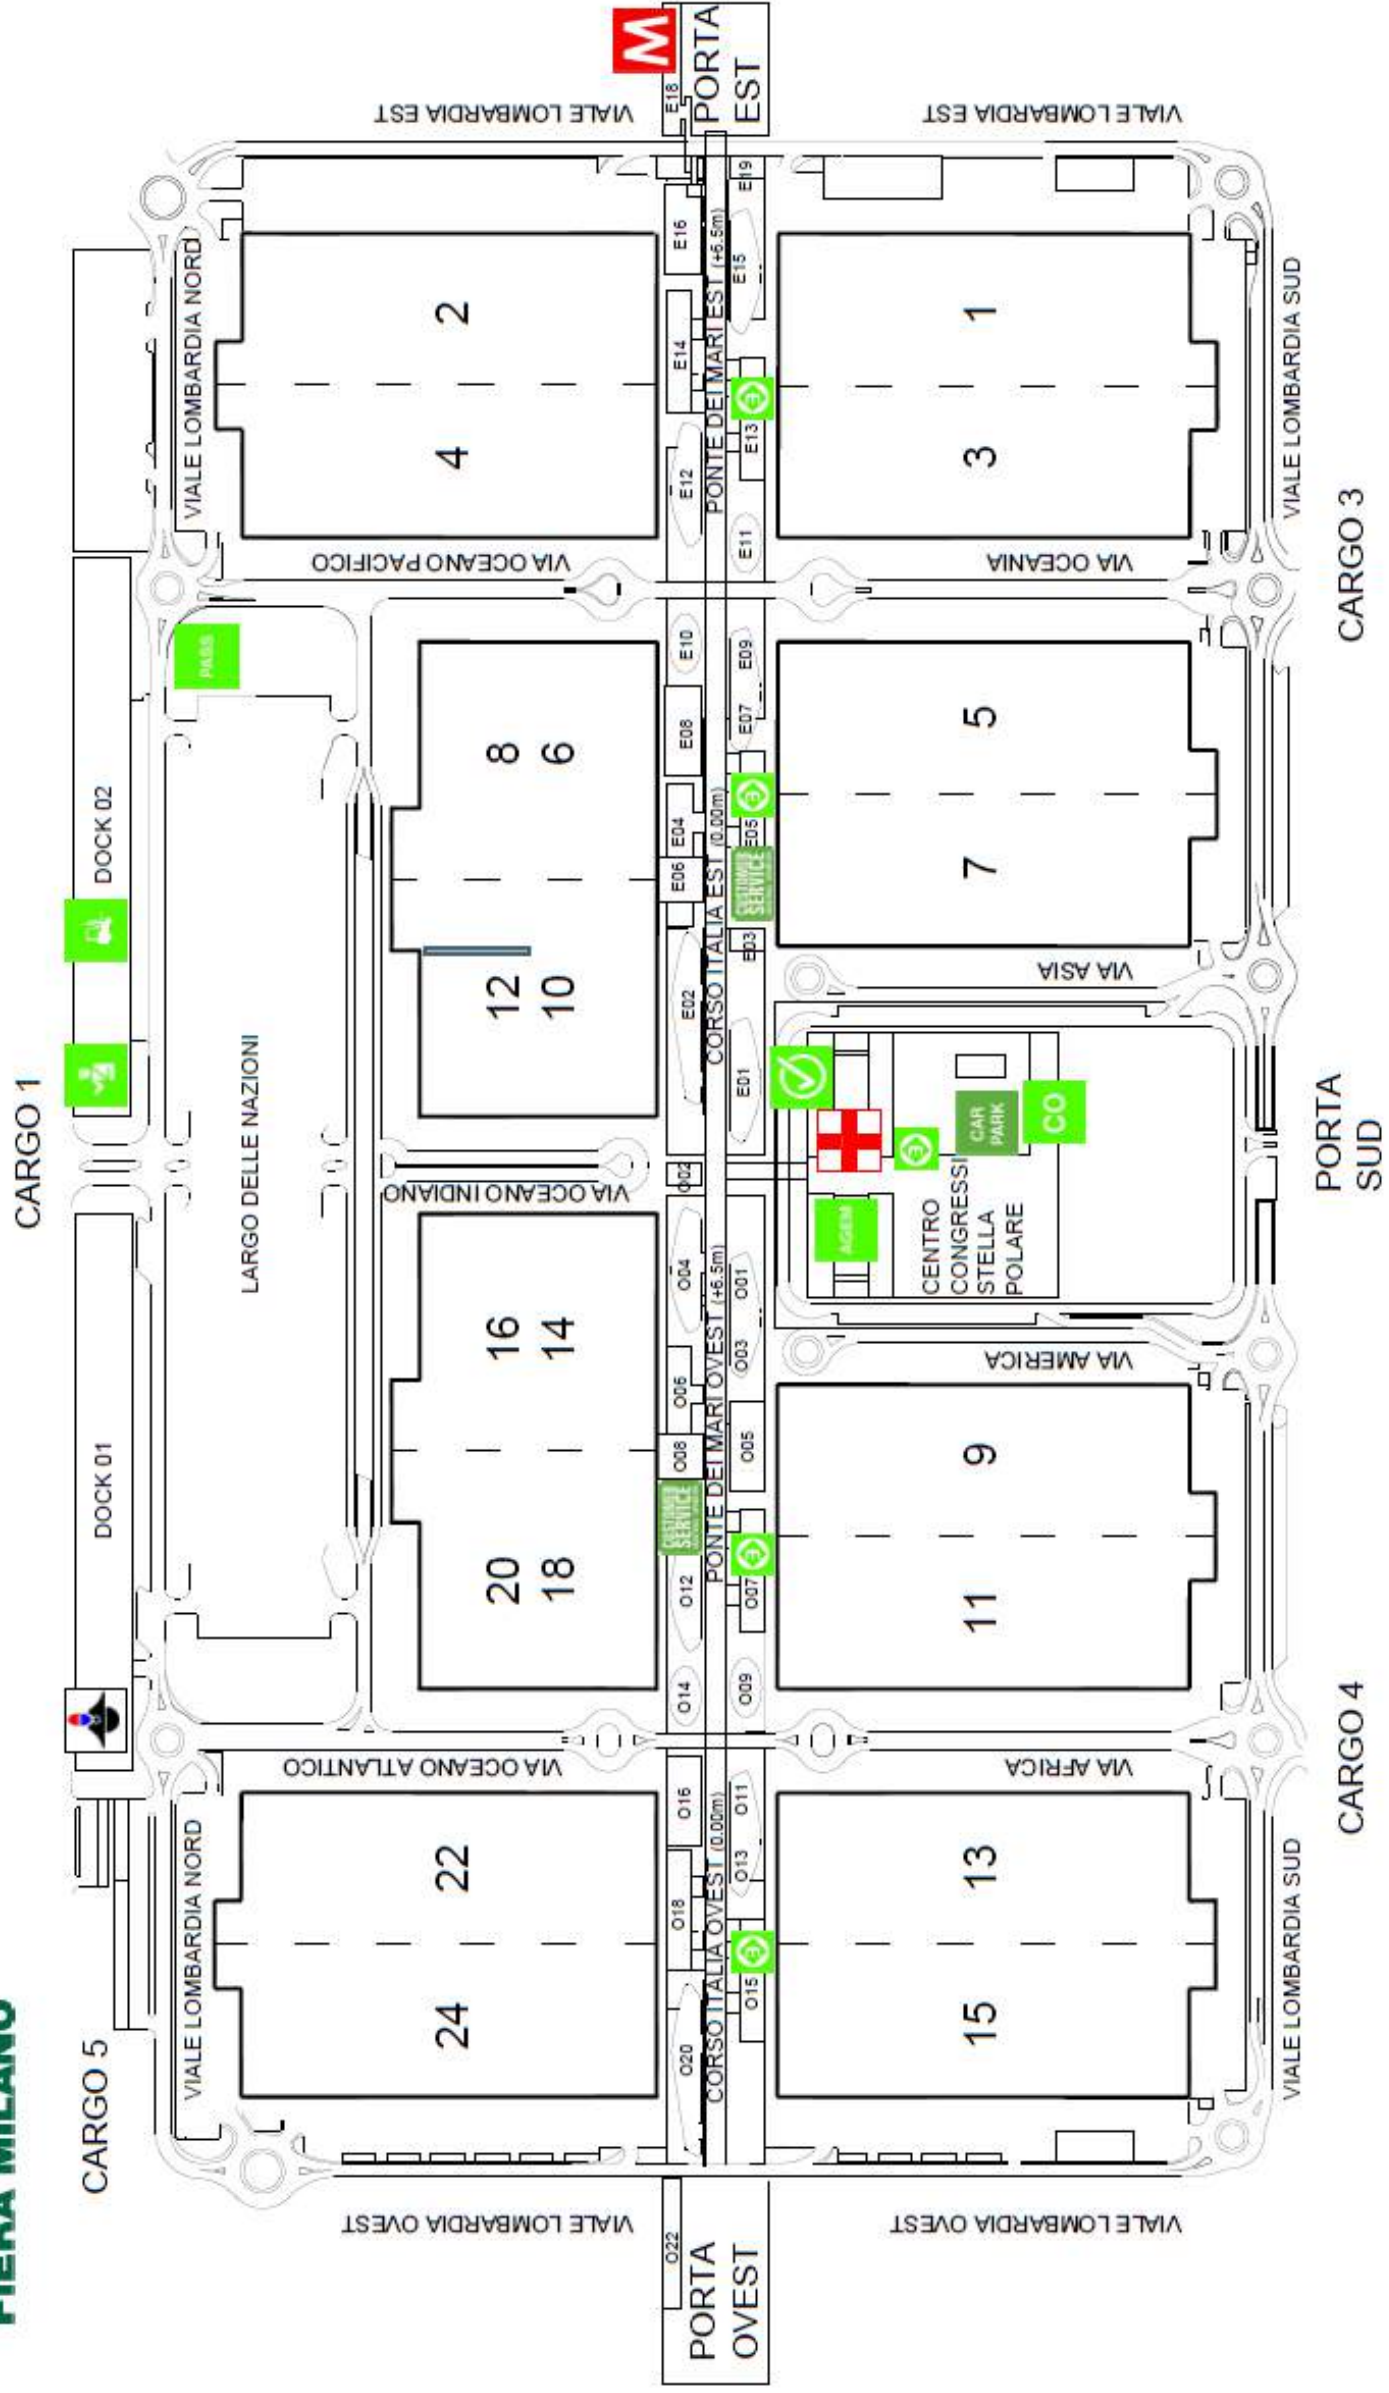 FIERA MILANO
CARGO 5
CARGO 1
DOCK 01
DOCK 02
VIALE LOMBARDIA NORD
LARGO DELLE NAZIONI
PASS
VIALE LOMBARDIA NORD
VIALE LOMBARDIA OVEST
24
22
VIA OCEANO ATLANTICO
20
18
16
14
VIA OCEANO INDIANO
12
10
8
6
VIA OCEANO PACIFICO
4
2
VIALE LOMBARDIA EST
M
O22
O20
O18
O16
O14
O12
CUSTOMER
SERVICE
O08
O06
O04
O02
E02
E06
E04
E08
E10
E12
E14
E16
E18
PORTA
OVEST
CORSO ITALIA OVEST (0.00m)
PONTE DEI MARI OVEST (+6.5m)
CORSO ITALIA EST (0.00m)
PONTE DEI MARI EST (+6.5m)
PORTA
EST
O15
O13
O11
O09
O07
O05
O03
O01
E01
E03
CUSTOMER
SERVICE
E05
E07
E09
E11
E13
E15
E19
VIALE LOMBARDIA OVEST
15
13
VIA AFRICA
11
9
VIA AMERICA
AGEM
CENTRO
CONGRESSI
STELLA
POLARE
CAR
PARK
CO
VIA ASIA
7
5
VIA OCEANIA
3
1
VIALE LOMBARDIA EST
VIALE LOMBARDIA SUD
VIALE LOMBARDIA SUD
CARGO 4
PORTA
SUD
CARGO 3